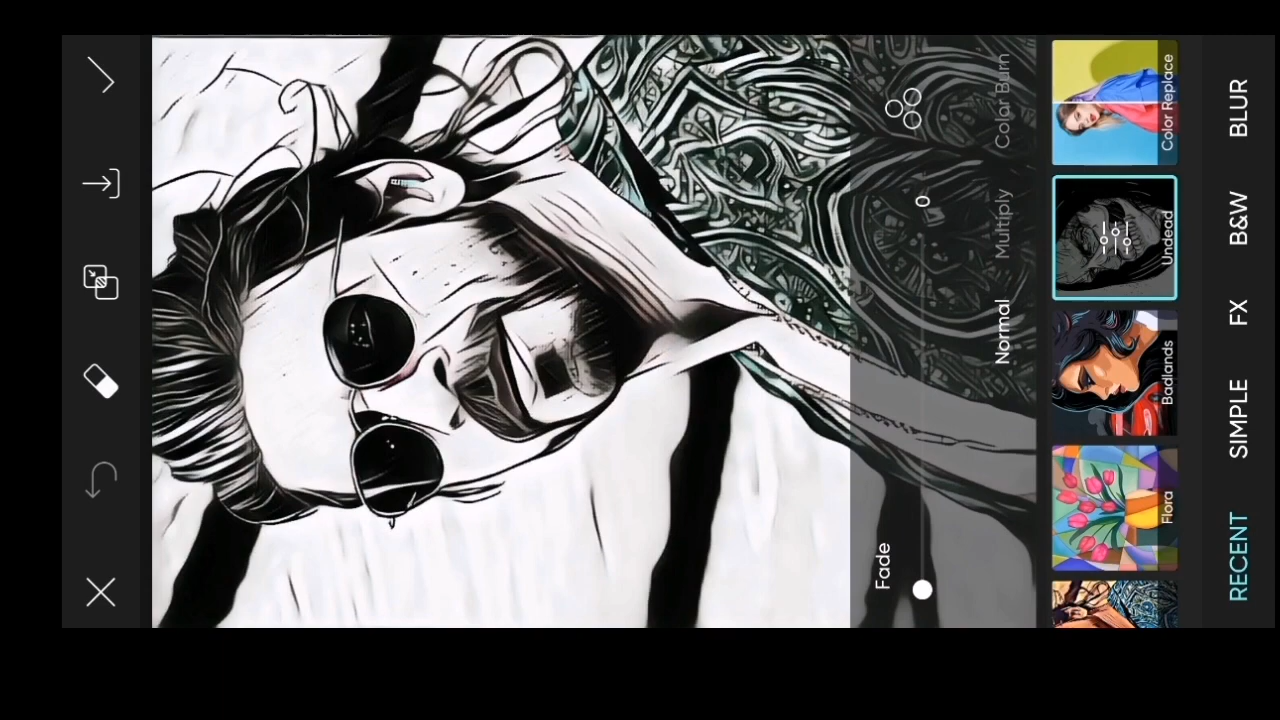 Fade
0
Normal
Multiply
Color Burn
Flora
Badlands
Undead
Color Replace
RECENT
SIMPLE
FX
B&W
BLUR